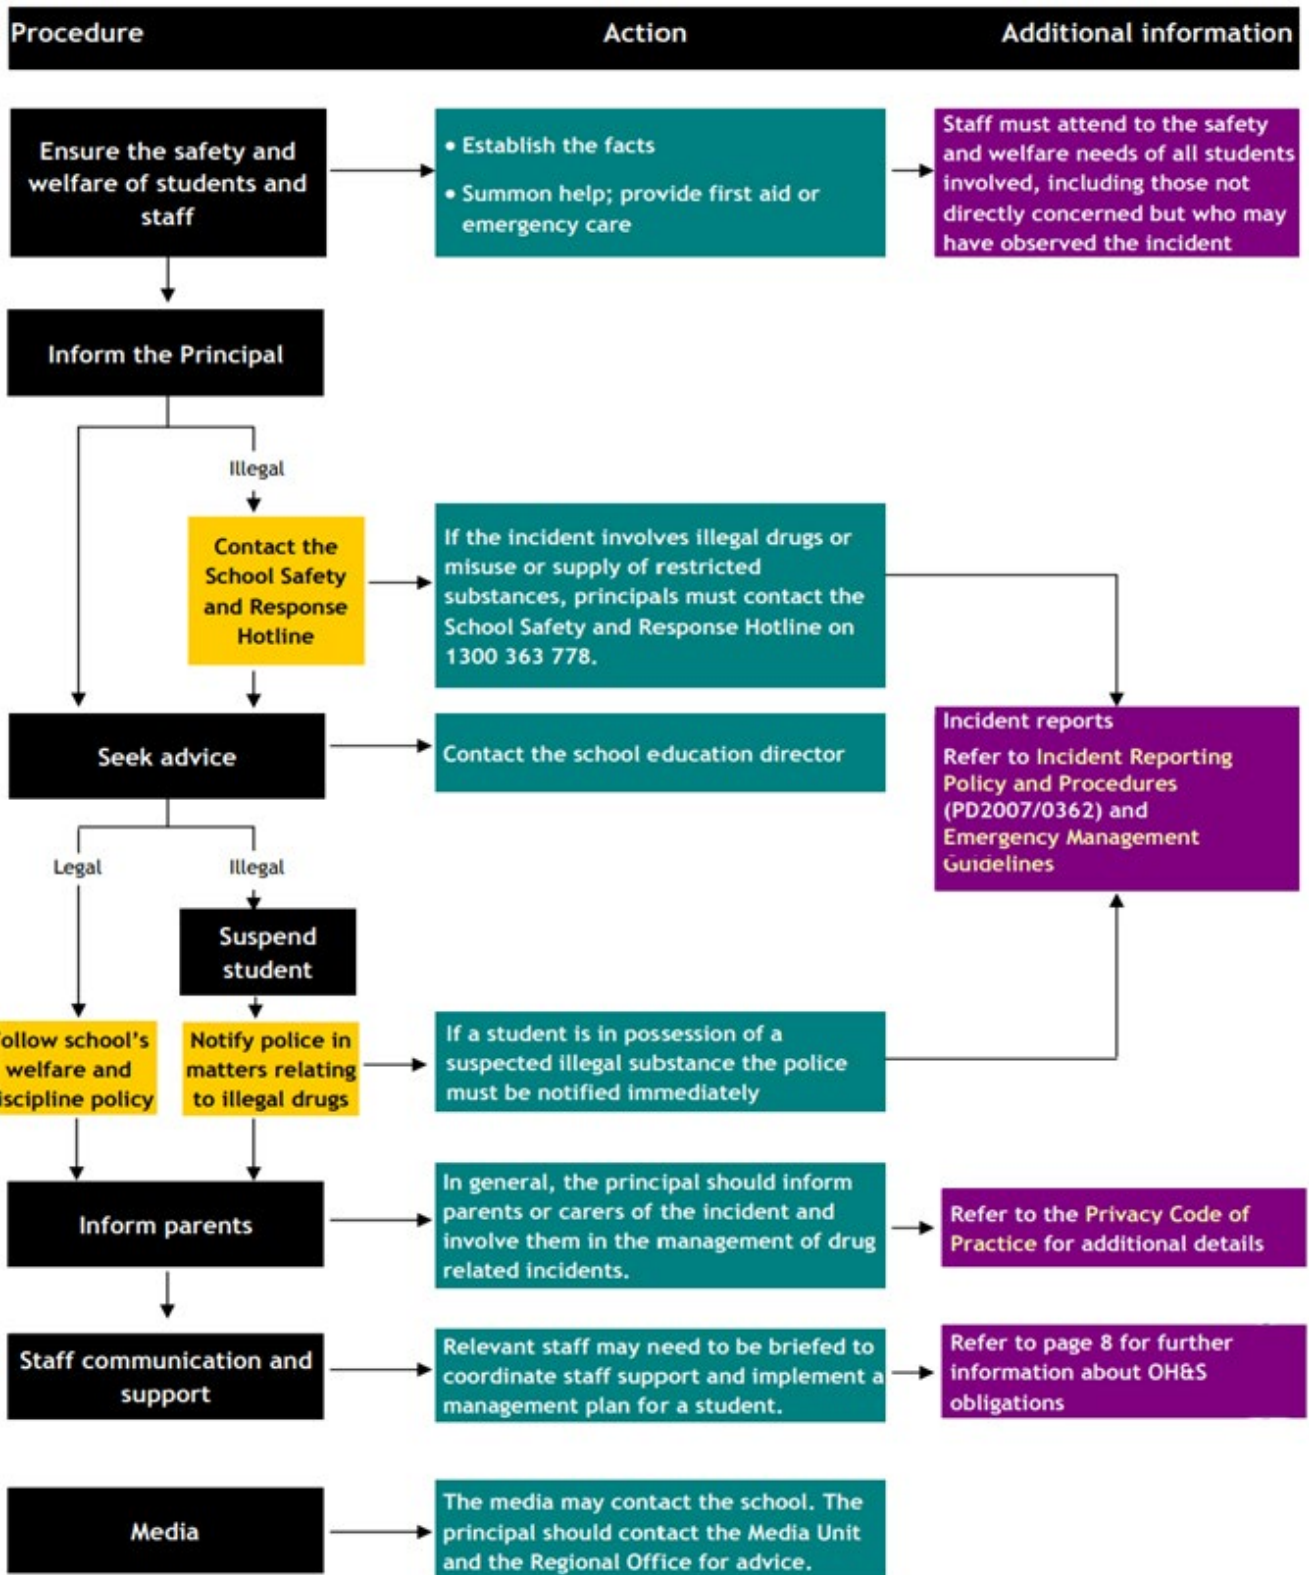 Procedure Action Additional information
Ensure the safety and
welfare of students and
staff
• Establish the facts
• Summon help; provide first aid or
emergency care
Staff must attend to the safety
and welfare needs of all students
involved, including those not
directly concerned but who may
have observed the incident
Inform the Principal
Illegal
Contact the
School Safety
and Response
Hotline
If the incident involves illegal drugs or
misuse or supply of restricted
substances, principals must contact the
School Safety and Response Hotline on
1300 363 778.
Seek advice
Contact the school education director
Incident reports
Refer to Incident Reporting
Policy and Procedures
(PD2007/0362) and
Emergency Management
Guidelines
Legal
Illegal
Suspend
student
ollow school's
welfare and
iscipline policy
Notify police in
matters relating
to illegal drugs
If a student is in possession of a
suspected illegal substance the police
must be notified immediately
Inform parents
In general, the principal should inform
parents or carers of the incident and
involve them in the management of drug
related incidents.
Refer to the Privacy Code of
Practice for additional details
Staff communication and
support
Relevant staff may need to be briefed to
coordinate staff support and implement a
management plan for a student.
Refer to page 8 for further
information about OH&S
obligations
Media
The media may contact the school. The
principal should contact the Media Unit
and the Regional Office for advice.